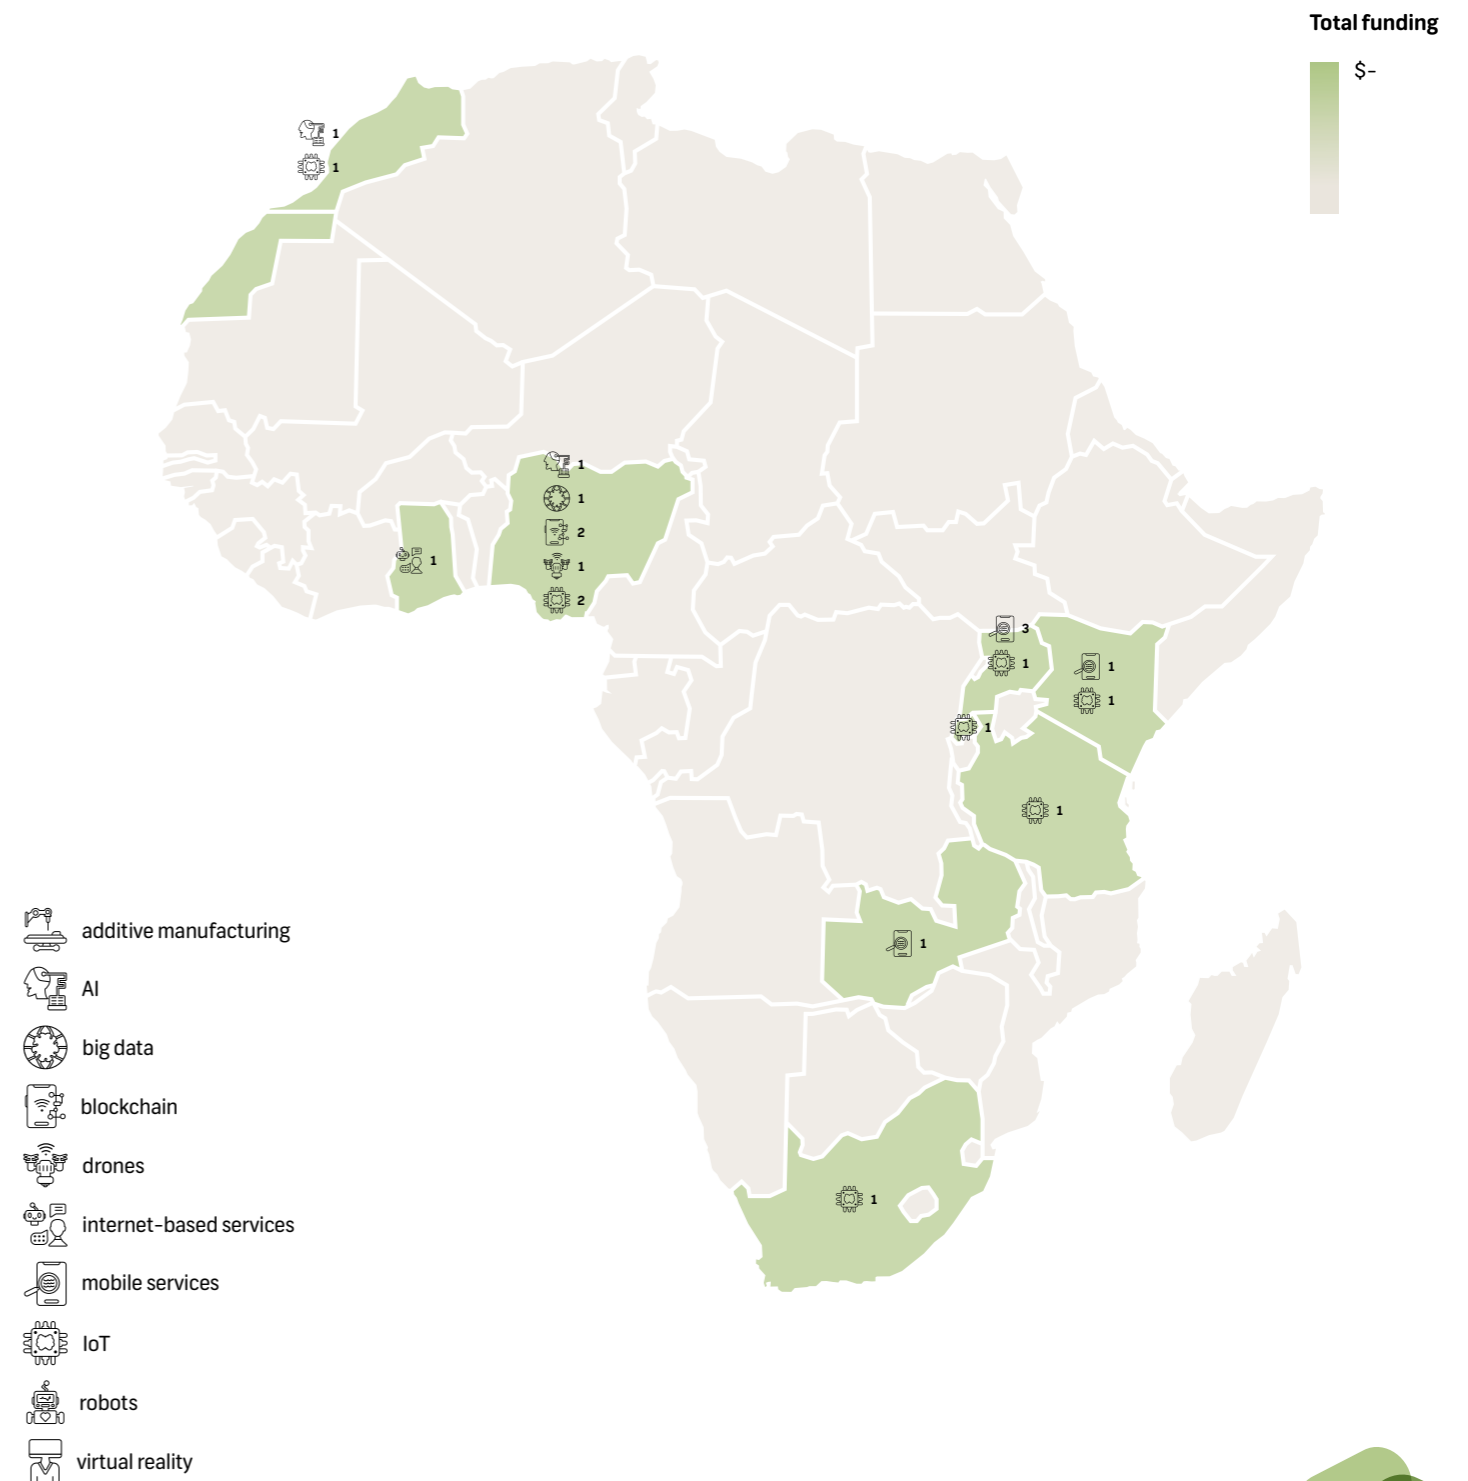 Total funding
$-
1
1
1
1
2
1
2
1
3
1
1
1
1
1
1
1
additive manufacturing
AI
big data
blockchain
drones
internet-based services
mobile services
IoT
robots
virtual reality